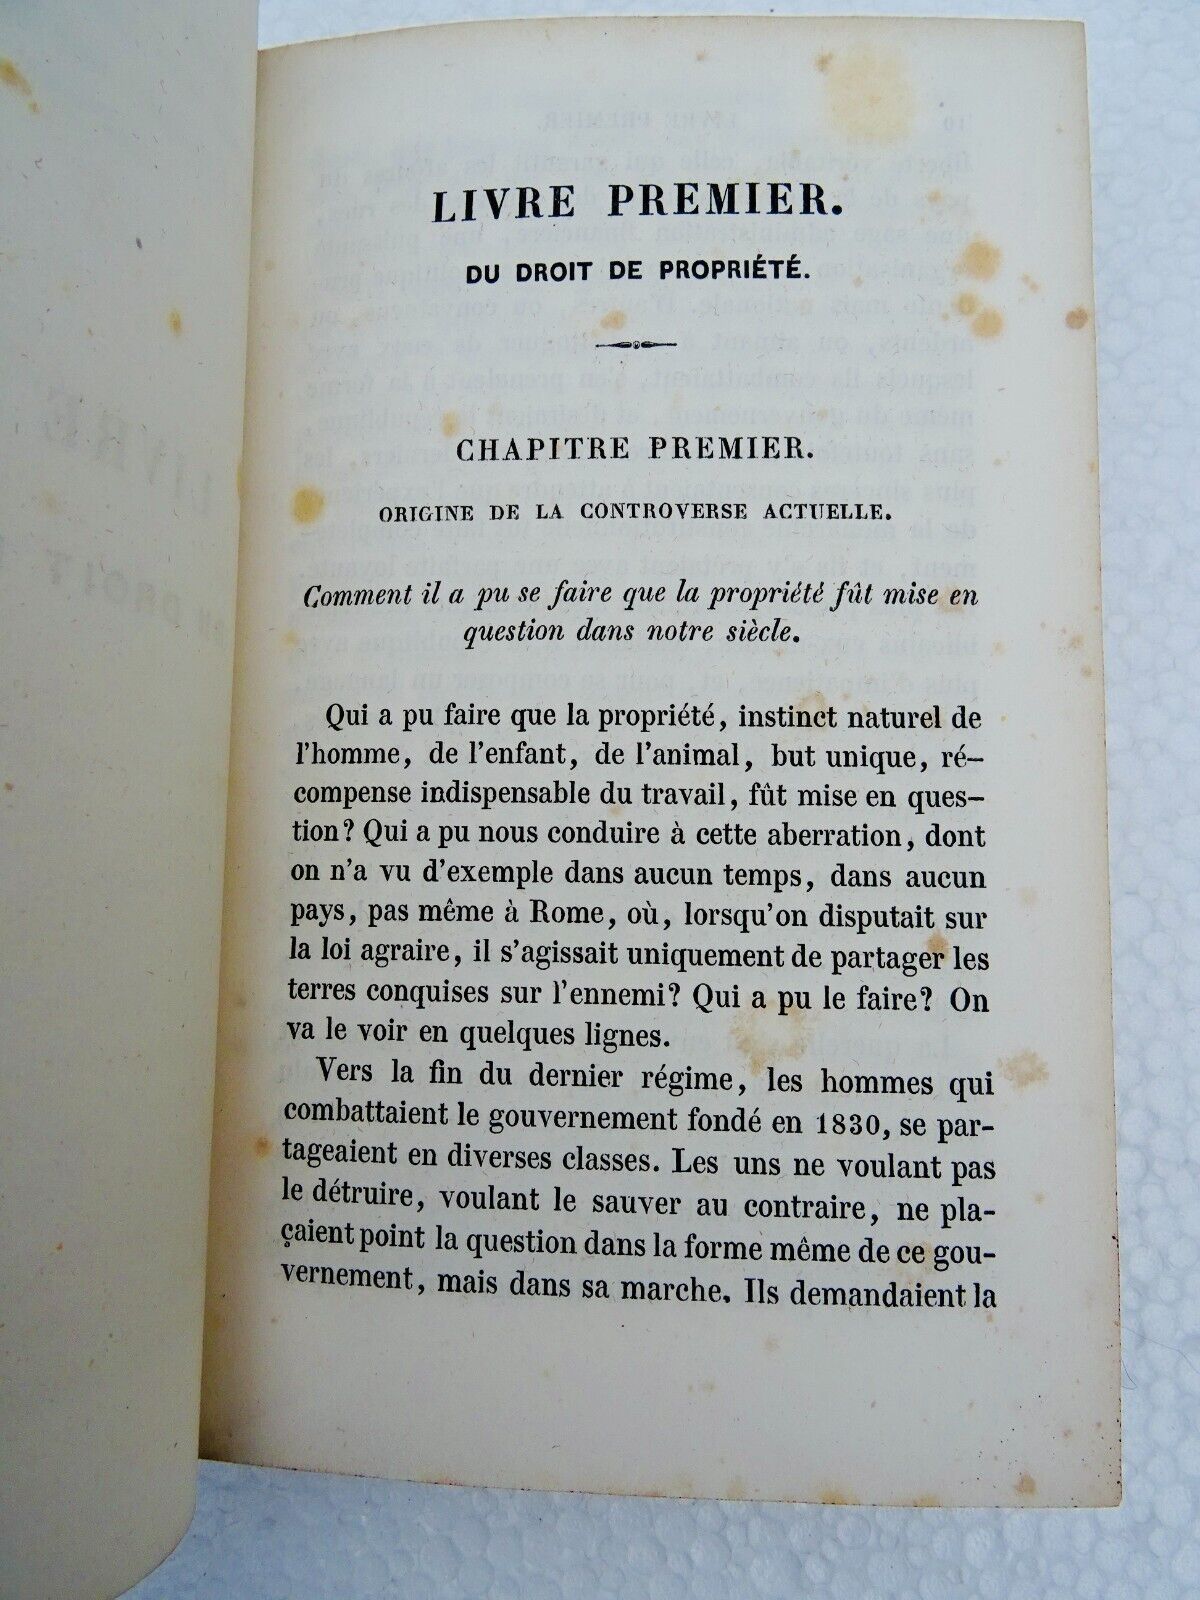 LIVRE PREMIER.
DU DROIT DE PROPRIÉTÉ.
CHAPITRE PREMIER.
ORIGINE DE LA CONTROVERSE ACTUELLE.
Comment il a pu se faire que la propriété fût mise en
question dans notre siècle.
Qui a pu faire que la propriété, instinct naturel de
l'homme, de l'enfant, de l'animal, but unique, ré-
compense indispensable du travail, fût mise en ques-
tion? Qui a pu nous conduire à cette aberration, dont
on n'a vu d'exemple dans aucun temps, dans aucun
pays, pas même à Rome, où, lorsqu'on disputait sur
la loi agraire, il s'agissait uniquement de partager les
terres conquises sur l'ennemi? Qui a pu le faire? On
va le voir en quelques lignes.
Vers la fin du dernier régime, les hommes qui
combattaient le gouvernement fondé en 1830, se par-
tageaient en diverses classes. Les uns ne voulant pas
le détruire, voulant le sauver au contraire, ne pla-
çaient point la question dans la forme même de ce gou-
vernement, mais dans sa marche. Ils demandaient la